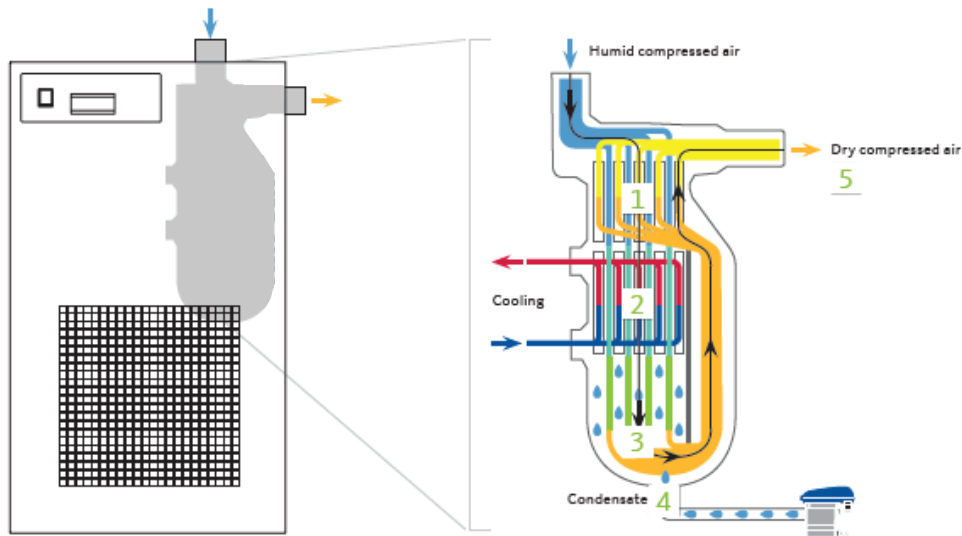 Humid compressed air
Dry compressed air
5
1
Cooling
2
3
Condensate 4